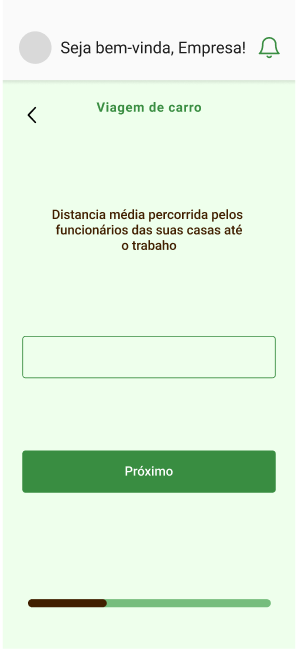 Seja bem-vinda, Empresa!
Viagem de carro
Distancia média percorrida pelos
funcionários das suas casas até
o trabaho
Próximo